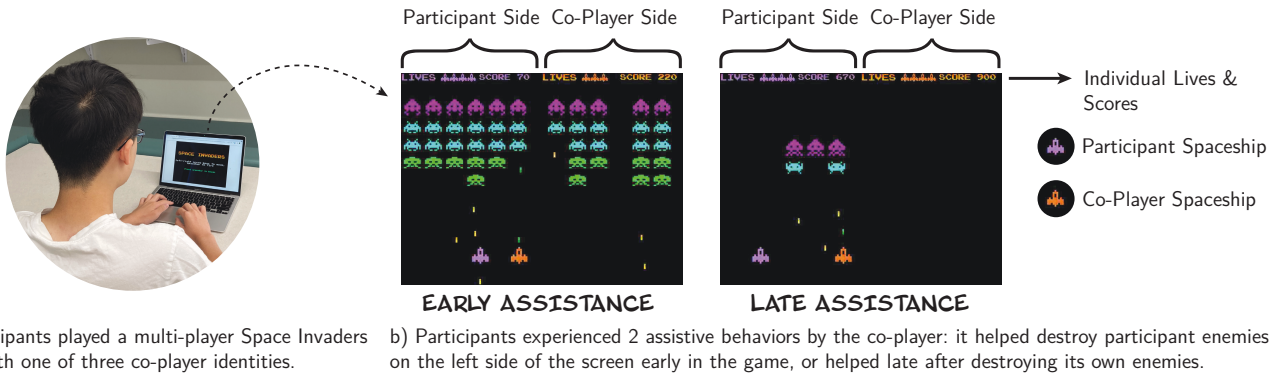 Participant Side Co-Player Side Participant Side Co-Player Side
SPACE INVADERS
LIVES SCORE 70 LIVES SCORE 220
LIVES SCORE 670 LIVES SCORE 900
Individual Lives &
Scores
Participant Spaceship
Co-Player Spaceship
EARLY ASSISTANCE LATE ASSISTANCE
cipants played a multi-player Space Invaders
th one of three co-player identities.
b) Participants experienced 2 assistive behaviors by the co-player: it helped destroy participant enemies
on the left side of the screen early in the game, or helped late after destroying its own enemies.